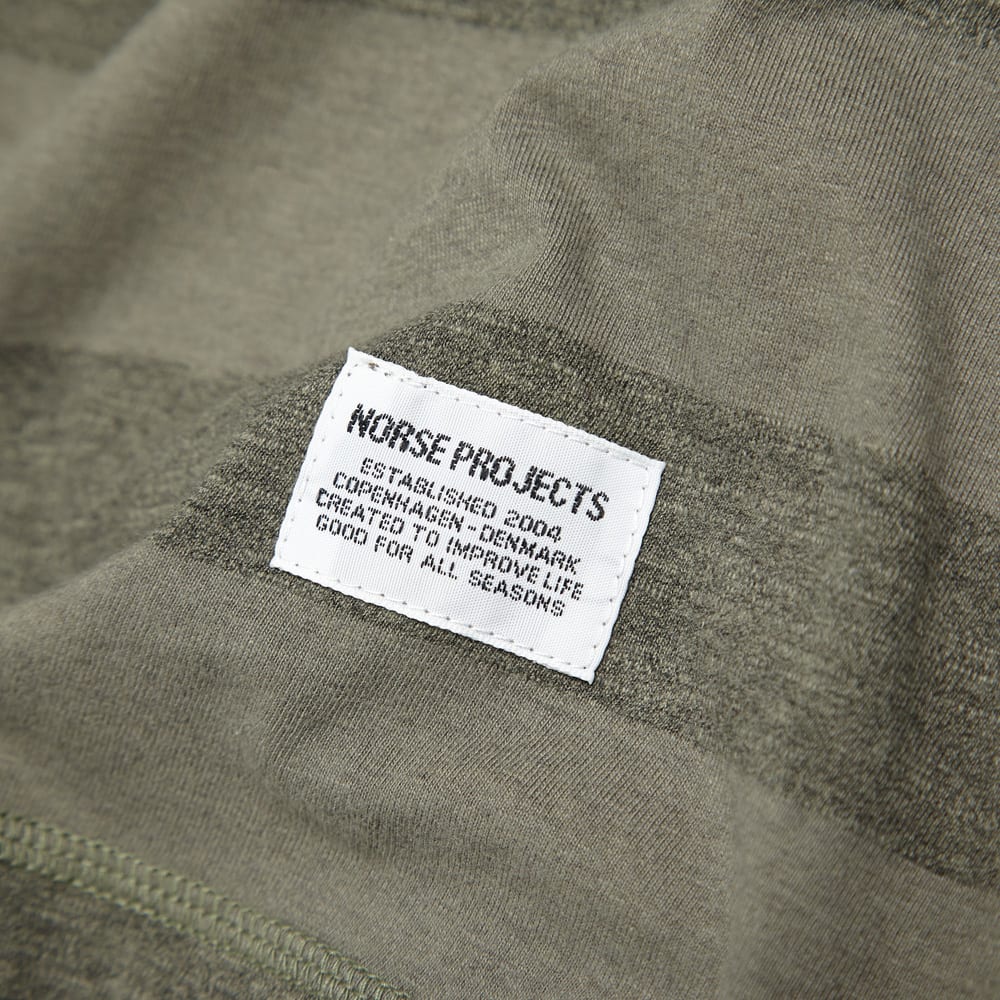 NORSE PROJECTS
ESTABLISHED 2004
COPENHAGEN - DENMARK
CREATED TO IMPROVE LIFE
GOOD FOR ALL SEASONS